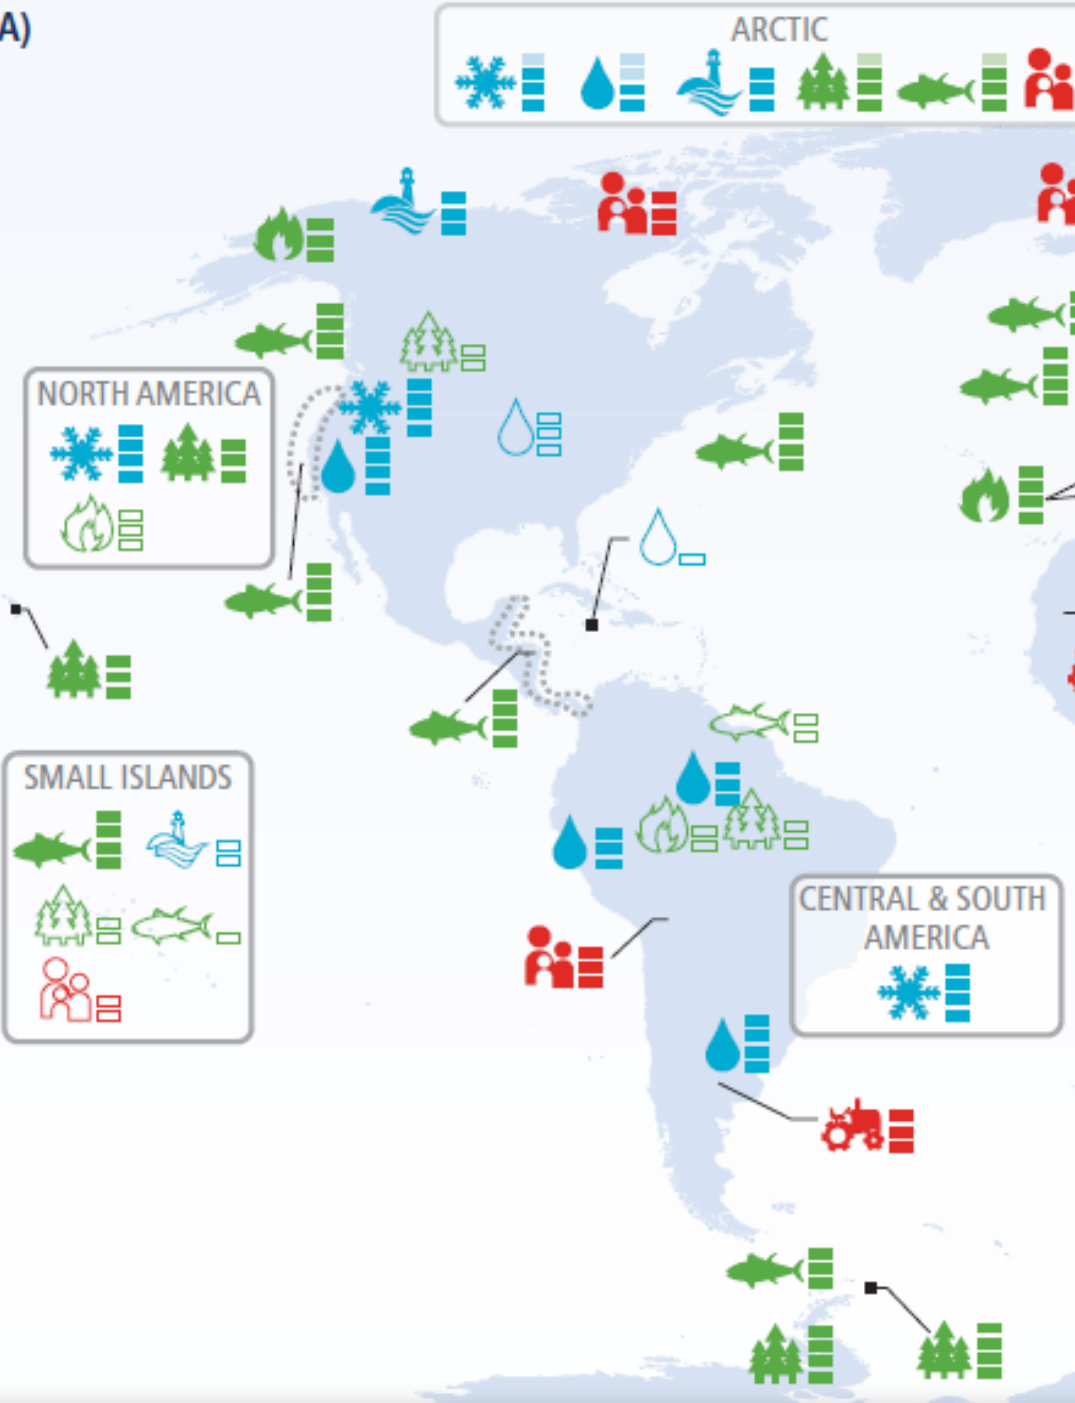 A)
ARCTIC
NORTH AMERICA
SMALL ISLANDS
CENTRAL & SOUTH
AMERICA